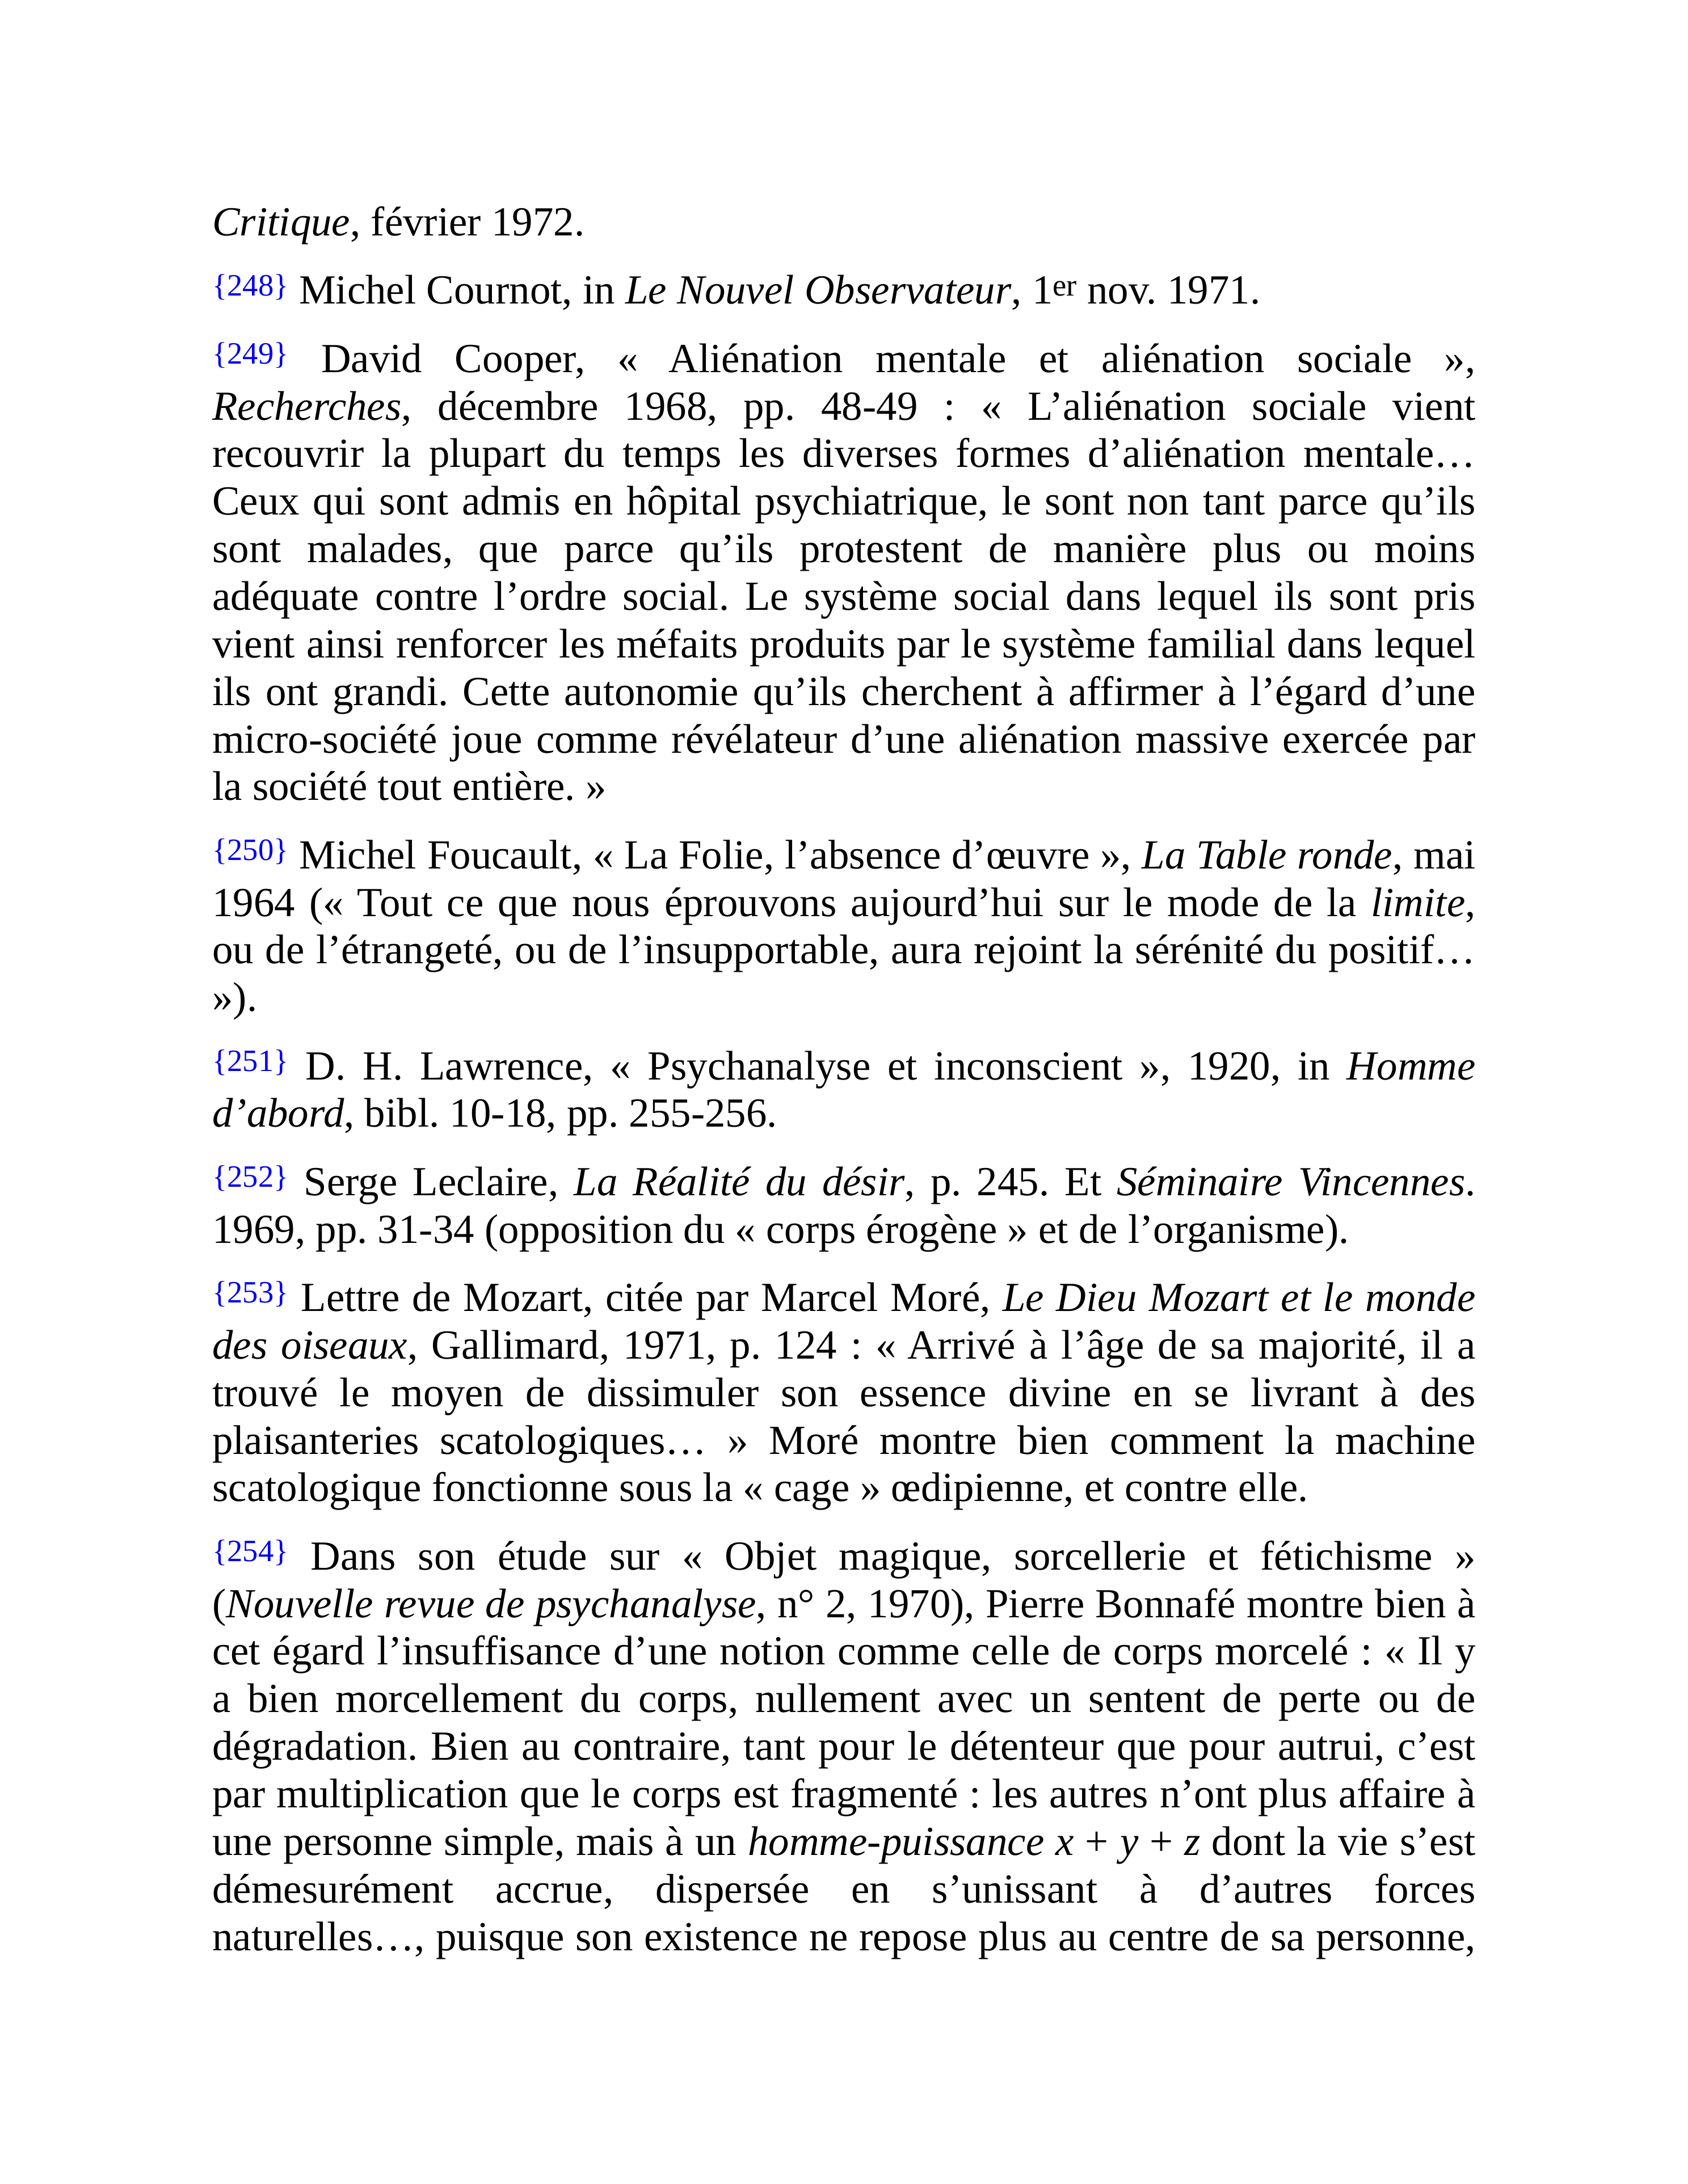 Critique, février 1972.
{248} Michel Cournot, in Le Nouvel Observateur, 1er nov. 1971.
{249} David Cooper, « Aliénation mentale et aliénation sociale »,
Recherches, décembre 1968, pp. 48-49 : « L’aliénation sociale vient
recouvrir la plupart du temps les diverses formes d’aliénation mentale…
Ceux qui sont admis en hôpital psychiatrique, le sont non tant parce qu’ils
sont malades, que parce qu’ils protestent de manière plus ou moins
adéquate contre l’ordre social. Le système social dans lequel ils sont pris
vient ainsi renforcer les méfaits produits par le système familial dans lequel
ils ont grandi. Cette autonomie qu’ils cherchent à affirmer à l’égard d’une
micro-société joue comme révélateur d’une aliénation massive exercée par
la société tout entière. »
{250} Michel Foucault, « La Folie, l’absence d’œuvre », La Table ronde, mai
1964 (« Tout ce que nous éprouvons aujourd’hui sur le mode de la limite,
ou de l’étrangeté, ou de l’insupportable, aura rejoint la sérénité du positif…
»).
{251} D. H. Lawrence, « Psychanalyse et inconscient », 1920, in Homme
d’abord, bibl. 10-18, pp. 255-256.
{252} Serge Leclaire, La Réalité du désir, p. 245. Et Séminaire Vincennes.
1969, pp. 31-34 (opposition du « corps érogène » et de l’organisme).
{253} Lettre de Mozart, citée par Marcel Moré, Le Dieu Mozart et le monde
des oiseaux, Gallimard, 1971, p. 124 : « Arrivé à l’âge de sa majorité, il a
trouvé le moyen de dissimuler son essence divine en se livrant à des
plaisanteries scatologiques… » Moré montre bien comment la machine
scatologique fonctionne sous la « cage » œdipienne, et contre elle.
{254} Dans son étude sur « Objet magique, sorcellerie et fétichisme »
(Nouvelle revue de psychanalyse, n° 2, 1970), Pierre Bonnafé montre bien à
cet égard l’insuffisance d’une notion comme celle de corps morcelé : « Il y
a bien morcellement du corps, nullement avec un sentent de perte ou de
dégradation. Bien au contraire, tant pour le détenteur que pour autrui, c’est
par multiplication que le corps est fragmenté : les autres n’ont plus affaire à
une personne simple, mais à un homme-puissance x + y + z dont la vie s’est
démesurément accrue, dispersée en s’unissant à d’autres forces
naturelles…, puisque son existence ne repose plus au centre de sa personne,